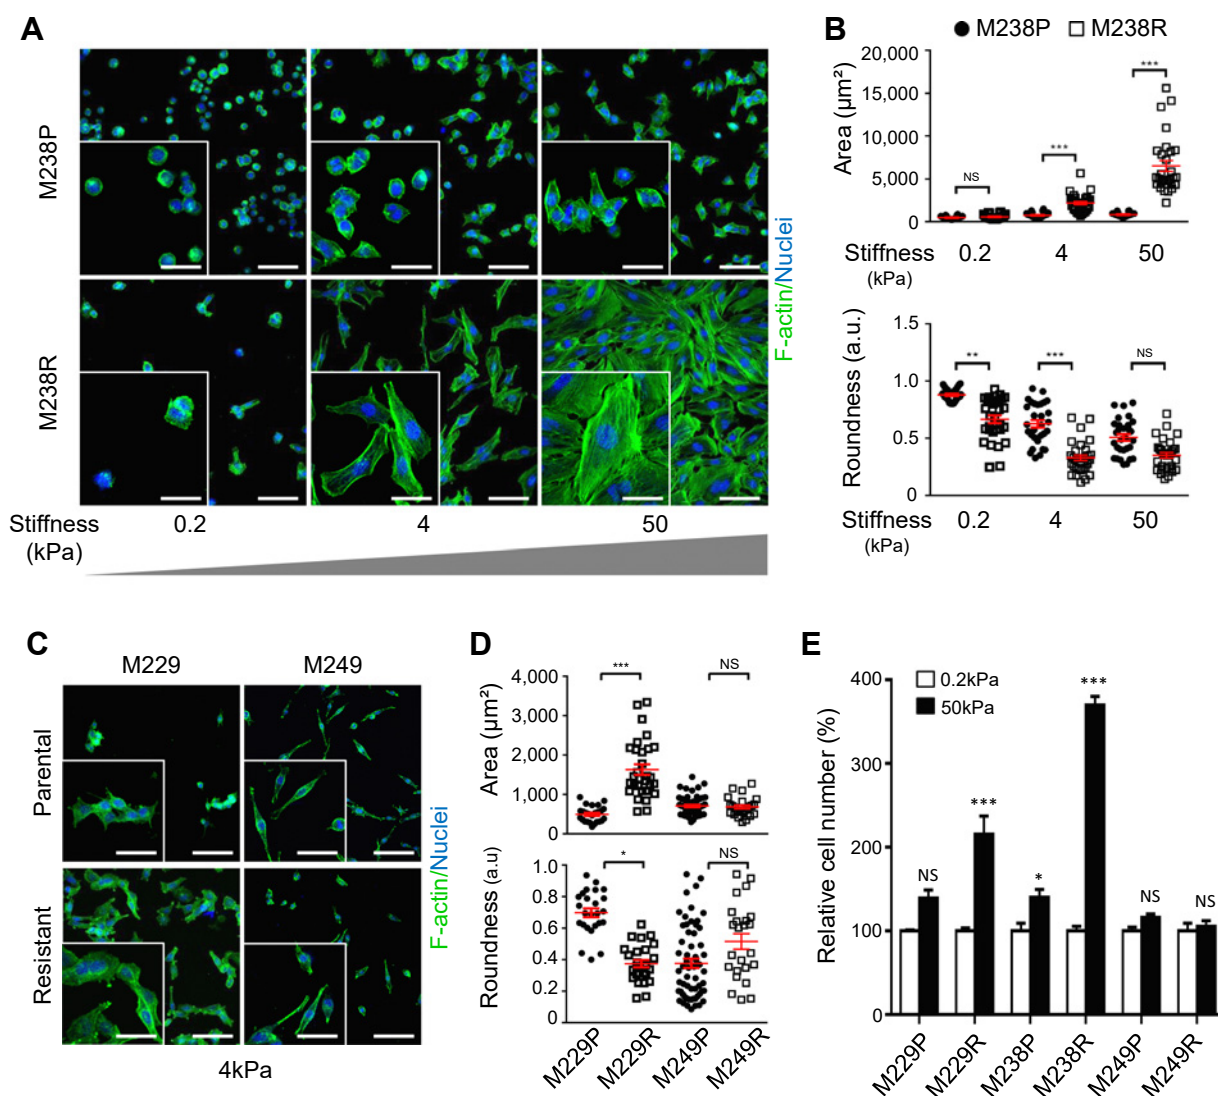 A
M238P
M238R
F-actin/Nuclei
Stiffness
(kPa)
0.2
4
50
B
M238P M238R
Area (µm²)
20,000
15,000
10,000
5,000
0
NS
***
***
Stiffness
(kPa)
0.2
4
50
Roundness (a.u.)
1.5
1.0
0.5
0
**
***
NS
Stiffness
(kPa)
0.2
4
50
C
M229
M249
Parental
Resistant
F-actin/Nuclei
4kPa
D
Area (µm²)
4,000
3,000
2,000
1,000
0
***
NS
Roundness (a.u)
1.0
0.8
0.6
0.4
0.2
0
*
NS
M229P
M229R
M249P
M249R
E
0.2kPa
50kPa
Relative cell number (%)
400
300
200
100
0
NS
***
*
***
NS
NS
M229P
M229R
M238P
M238R
M249P
M249R